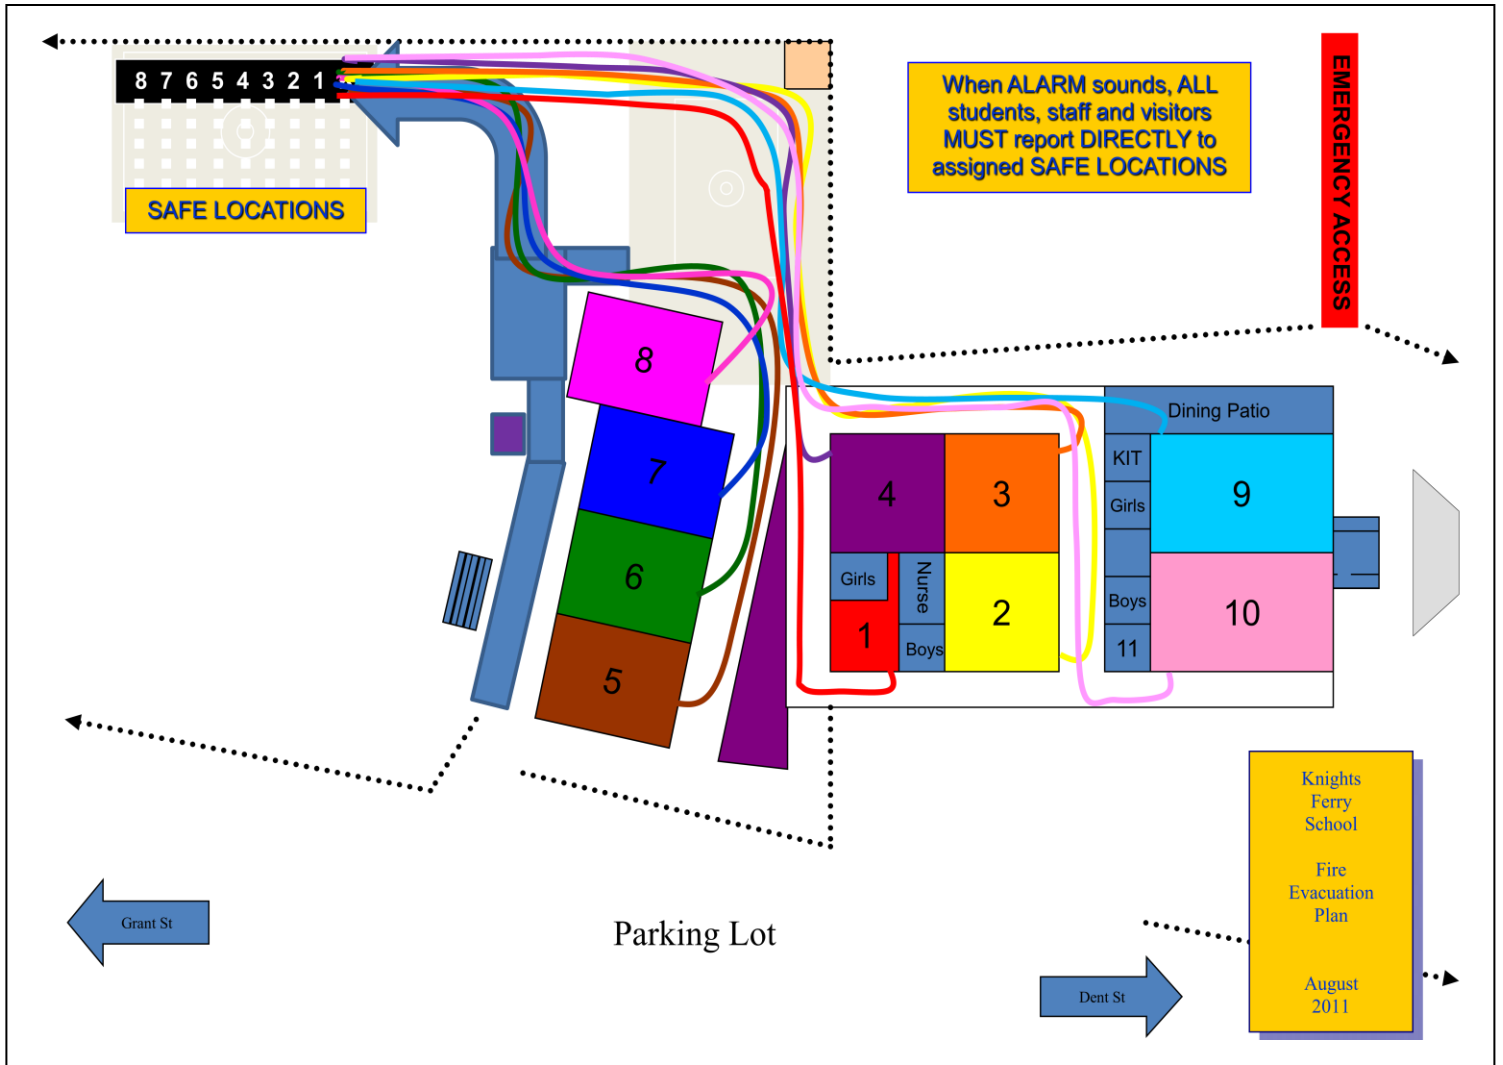 8 7 6 5 4 3 2 1
SAFE LOCATIONS
When ALARM sounds, ALL
students, staff and visitors
MUST report DIRECTLY to
assigned SAFE LOCATIONS
EMERGENCY ACCESS
8
7
6
5
4
3
Girls
Nurse
1
Boys
2
Dining Patio
KIT
Girls
9
Boys
11
10
Knights
Ferry
School
Fire
Evacuation
Plan
August
2011
Grant St
Parking Lot
Dent St